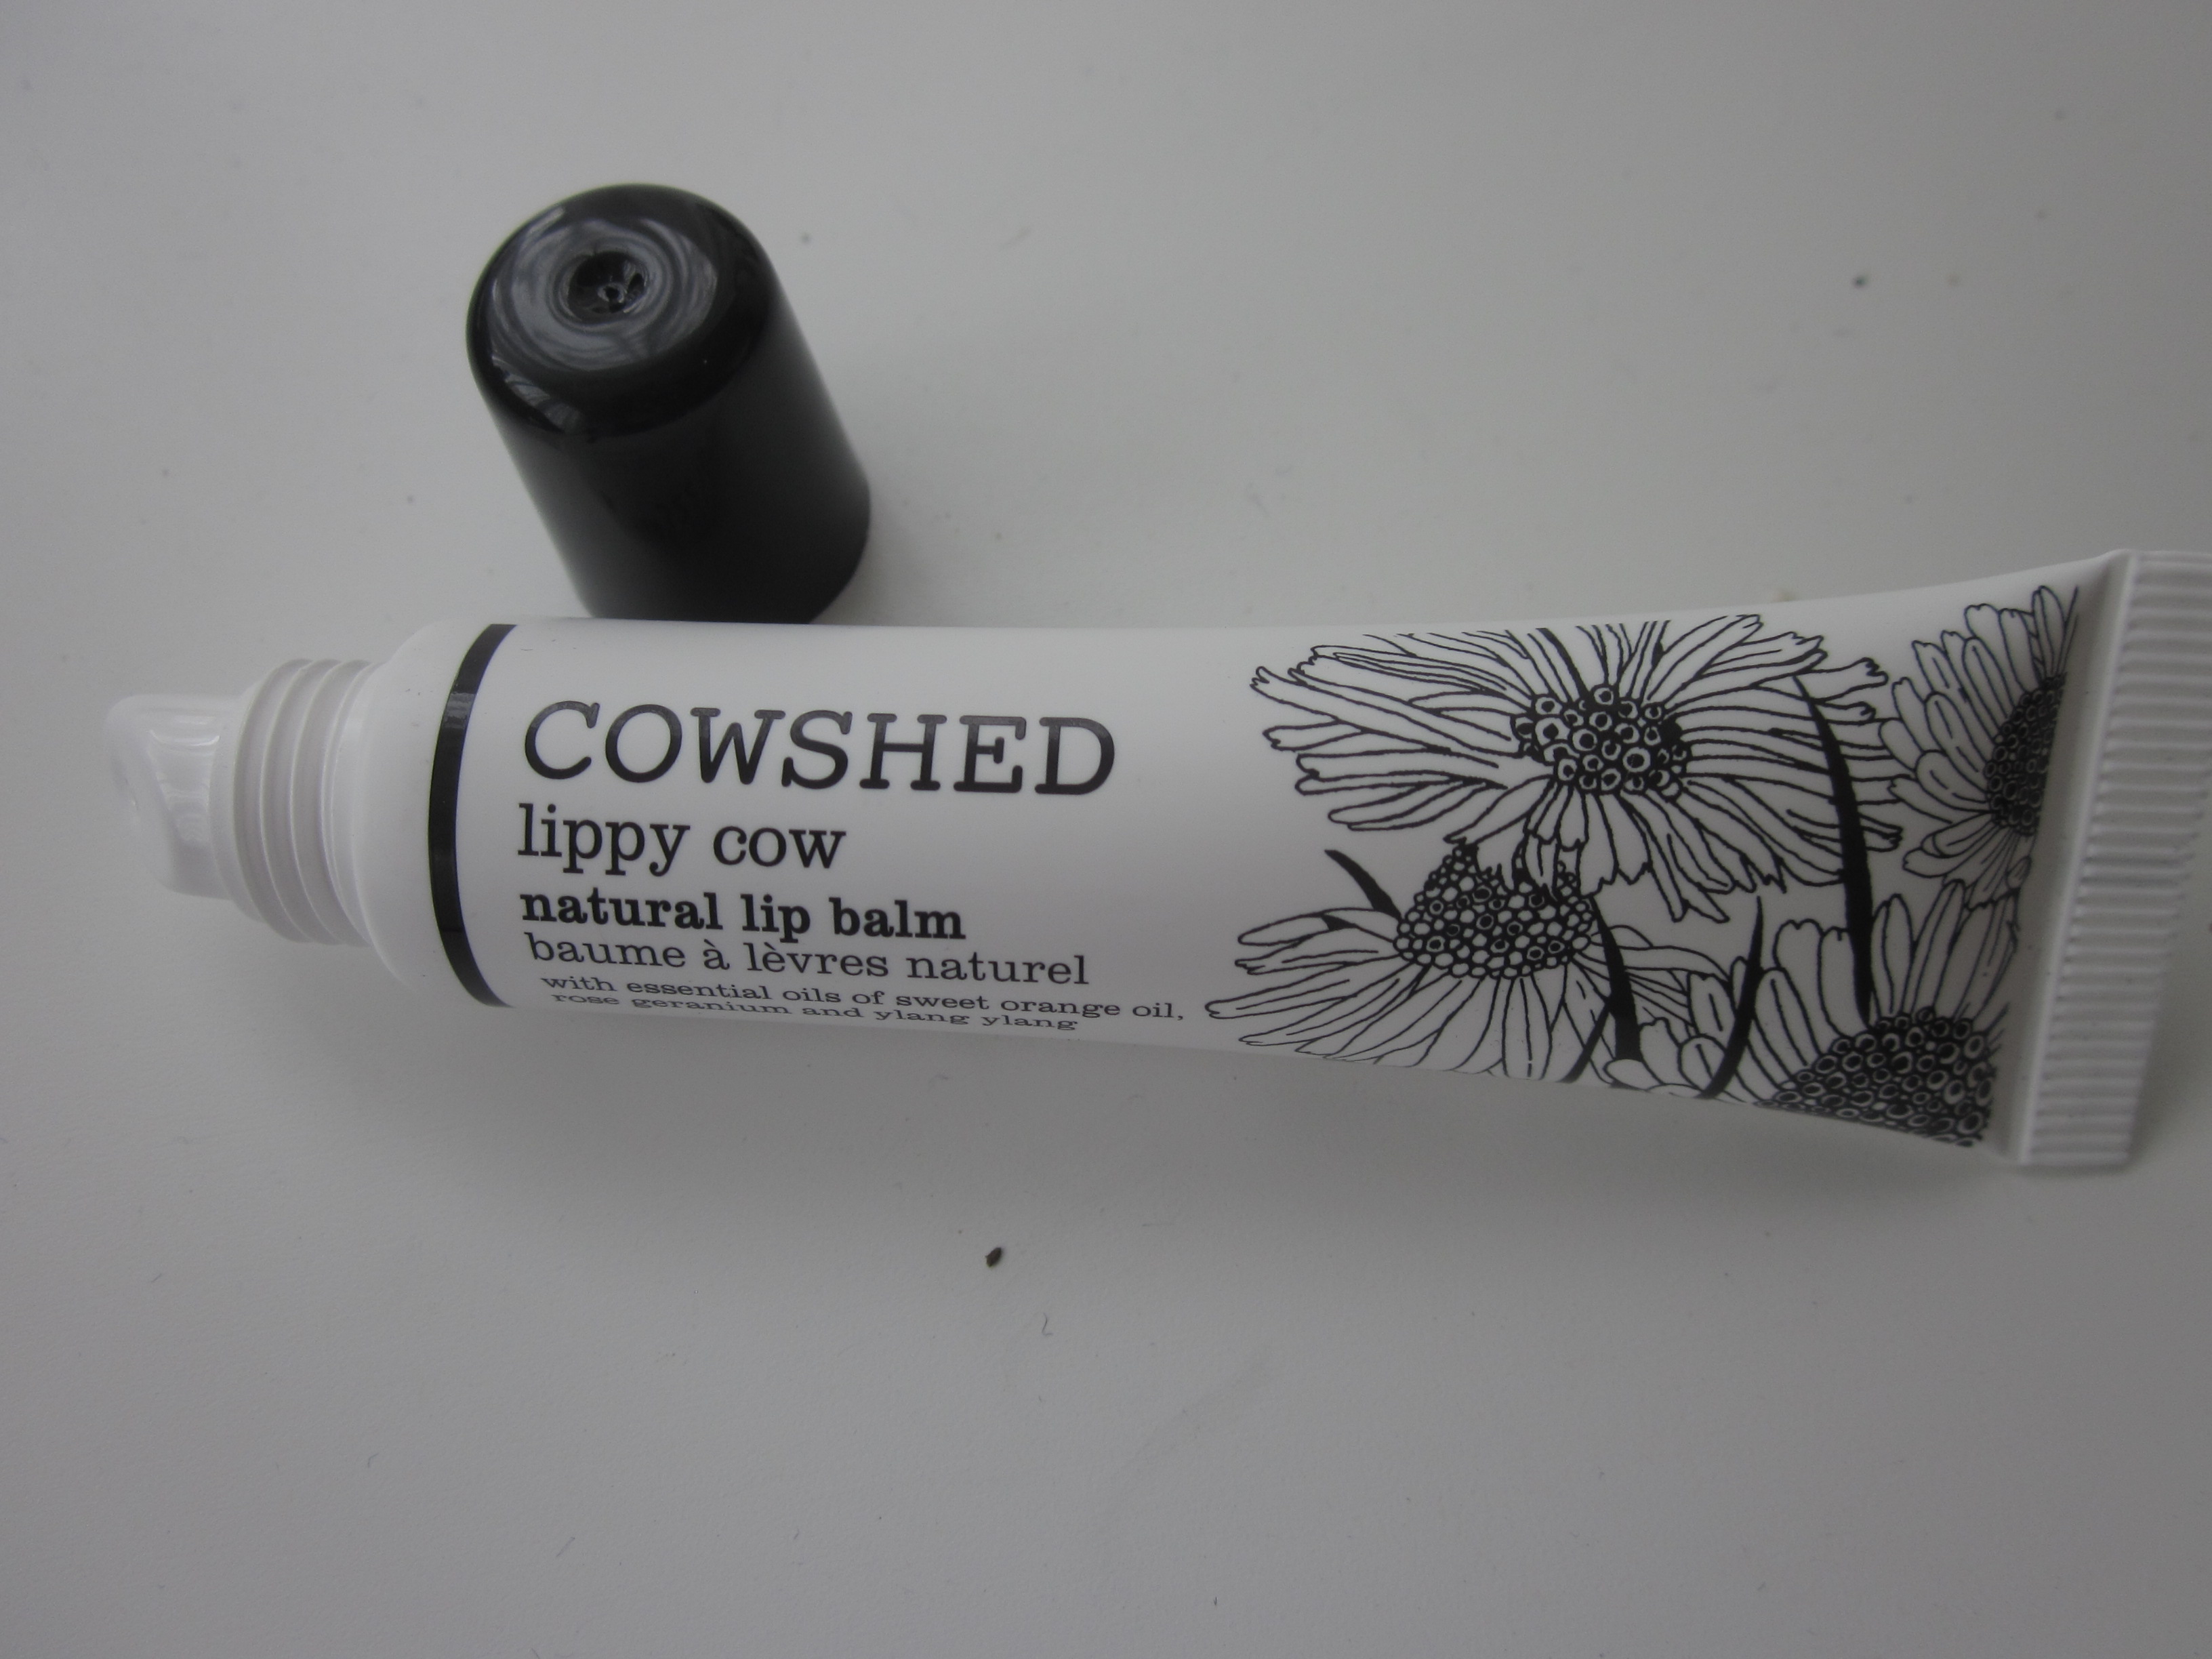 COWSHED
lippy cow
natural lip balm
baume à lèvres naturel
with essential oils of sweet orange oil,
rose geranium and ylang ylang